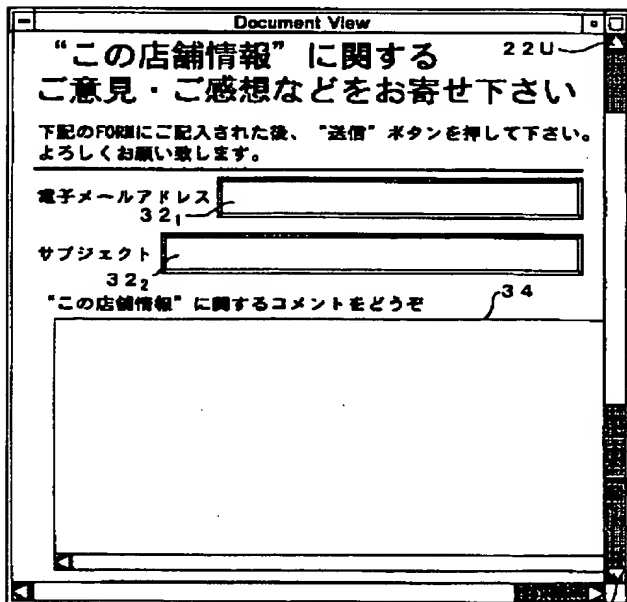 Document View
“この店舗情報”に関する
22U
ご意見・ご感想などをお寄せ下さい
下記のFORMにご記入された後、“送信”ボタンを押して下さい。
よろしくお願い致します。
電子メールアドレス
32₁
サブジェクト
32₂
“この店舗情報”に関するコメントをどうぞ
34